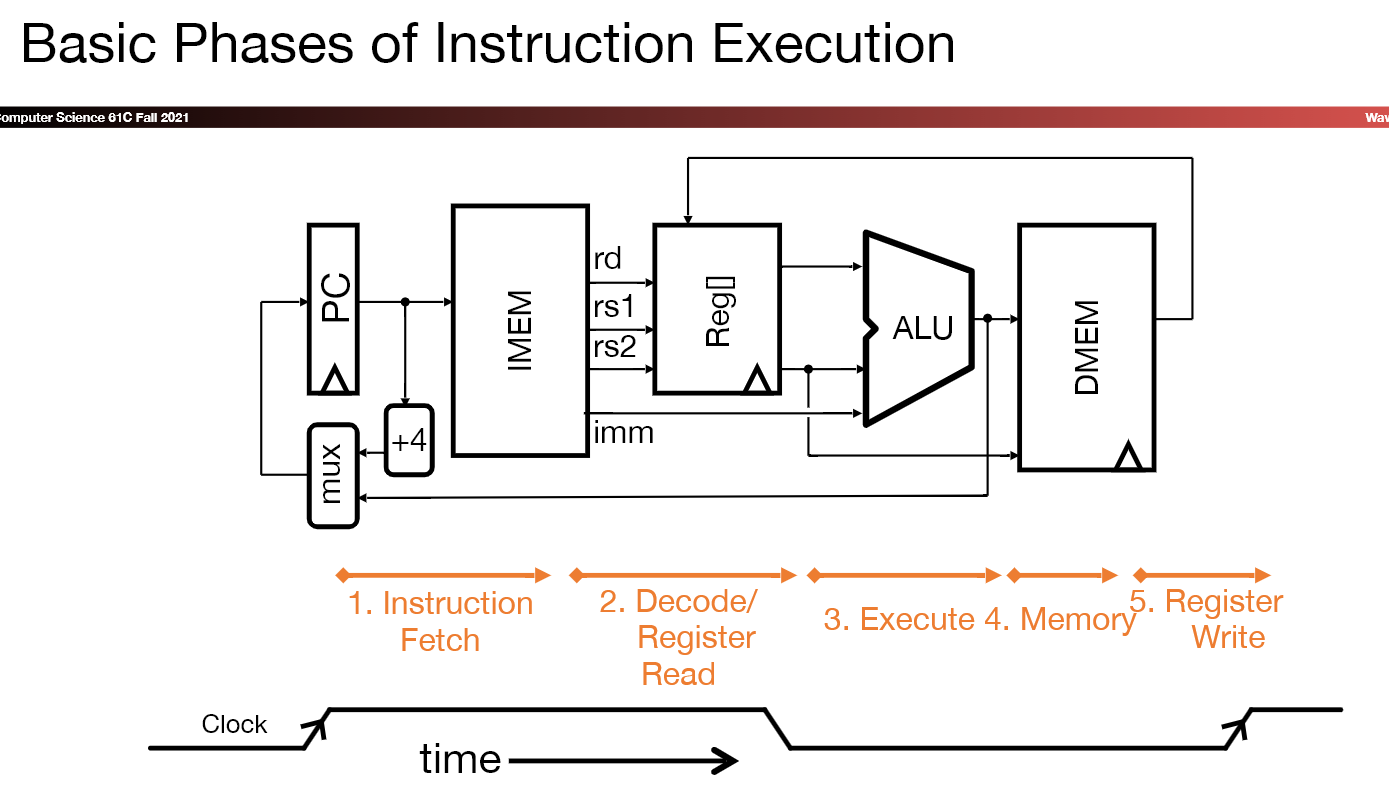 Basic Phases of Instruction Execution
omputer Science 61C Fall 2021
Waw
PC
IMEM
rd
rs1
rs2
imm
Reg[]
ALU
DMEM
+4
mux
1. Instruction
Fetch
2. Decode/
Register
Read
3. Execute
4. Memory
5. Register
Write
Clock
time